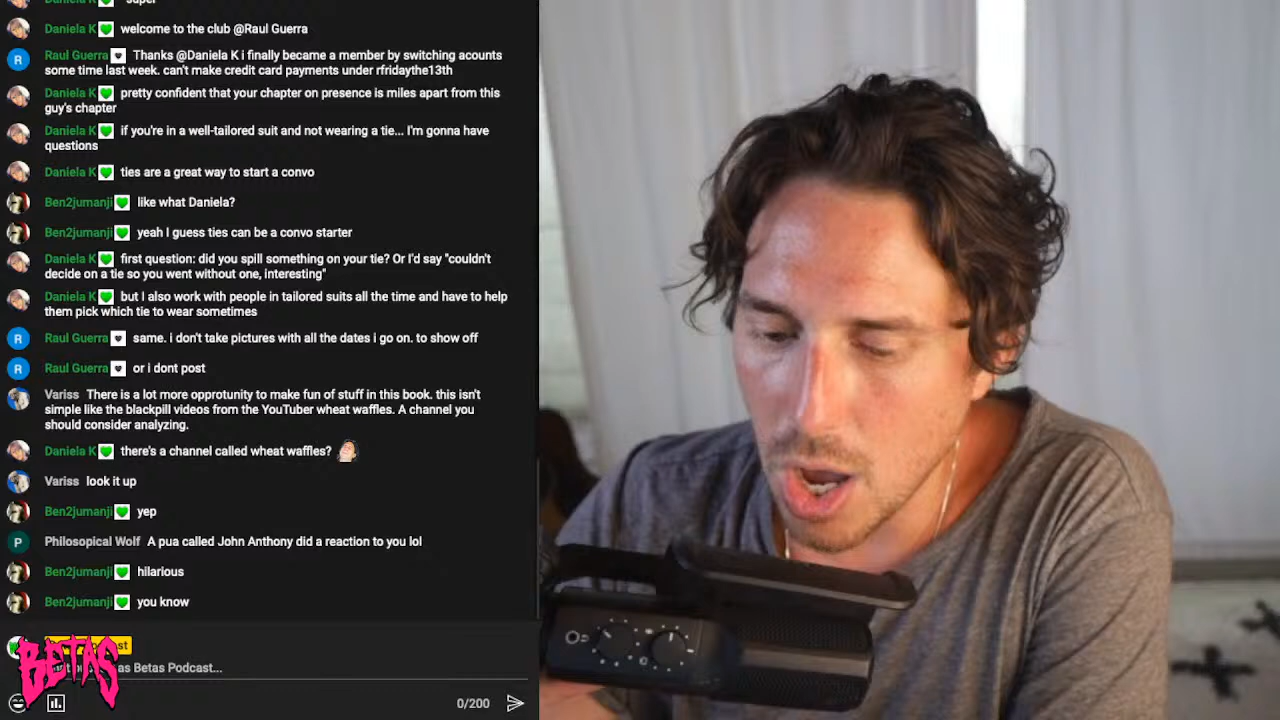 Daniela K super
Daniela K welcome to the club @Raul Guerra
Raul Guerra Thanks @Daniela K i finally became a member by switching acounts
some time last week. can't make credit card payments under rfridaythe13th
Daniela K pretty confident that your chapter on presence is miles apart from this
guy's chapter
Daniela K if you're in a well-tailored suit and not wearing a tie... I'm gonna have
questions
Daniela K ties are a great way to start a convo
Ben2jumanji like what Daniela?
Ben2jumanji yeah I guess ties can be a convo starter
Daniela K first question: did you spill something on your tie? Or I'd say "couldn't
decide on a tie so you went without one, interesting"
Daniela K but I also work with people in tailored suits all the time and have to help
them pick which tie to wear sometimes
Raul Guerra same. i don't take pictures with all the dates i go on. to show off
Raul Guerra or i dont post
Variss There is a lot more opprotunity to make fun of stuff in this book. this isn't
simple like the blackpill videos from the YouTuber wheat waffles. A channel you
should consider analyzing.
Daniela K there's a channel called wheat waffles?
Variss look it up
Ben2jumanji yep
Philosopical Wolf A pua called John Anthony did a reaction to you lol
Ben2jumanji hilarious
Ben2jumanji you know
BETAS
as Betas Podcast...
0/200